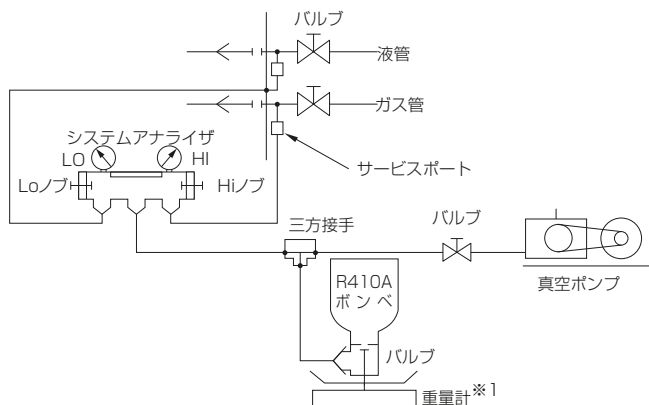 バルブ
液管
ガス管
システムアナライザ
LO
HI
サービスポート
Loノブ
Hiノブ
三方接手
バルブ
R410A
ボンベ
真空ポンプ
バルブ
重量計※1